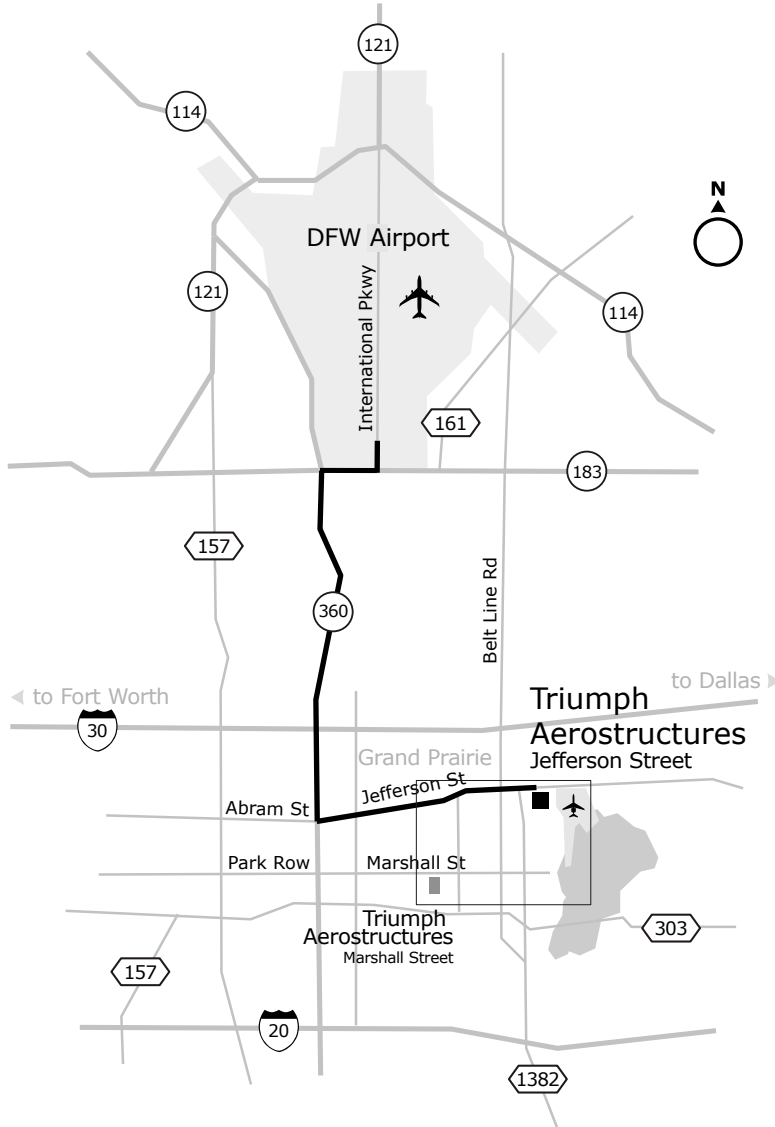 121
114
N
DFW Airport
International Pkwy
121
114
161
183
157
360
Belt Line Rd
to Fort Worth
to Dallas
30
Triumph
Aerostructures
Jefferson Street
Grand Prairie
Jefferson St
Abram St
Park Row
Marshall St
Triumph
Aerostructures
Marshall Street
303
157
20
1382